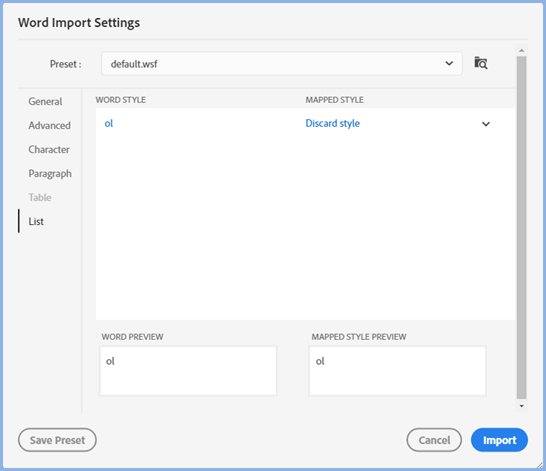 Word Import Settings
Preset : default.wsf
General
Advanced
Character
Paragraph
Table
List
WORD STYLE MAPPED STYLE
ol Discard style
WORD PREVIEW MAPPED STYLE PREVIEW
ol ol
Save Preset Cancel Import